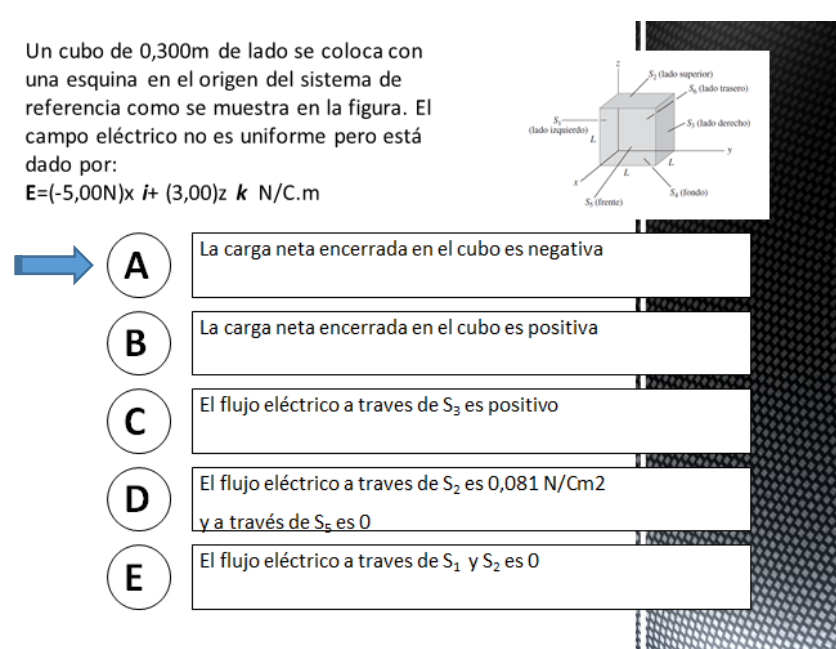 Un cubo de 0,300m de lado se coloca con
una esquina en el origen del sistema de
referencia como se muestra en la figura. El
campo eléctrico no es uniforme pero está
dado por:
E=(-5,00N)x i+ (3,00)z k N/C.m
z
S₂ (lado superior)
S₆ (lado trasero)
S₁
(lado izquierdo)
L
S₃ (lado derecho)
y
L
L
x
S₄ (fondo)
S₅ (frente)
A
La carga neta encerrada en el cubo es negativa
B
La carga neta encerrada en el cubo es positiva
C
El flujo eléctrico a traves de S₃ es positivo
D
El flujo eléctrico a traves de S₂ es 0,081 N/Cm2
y a través de S₅ es 0
E
El flujo eléctrico a traves de S₁ y S₂ es 0